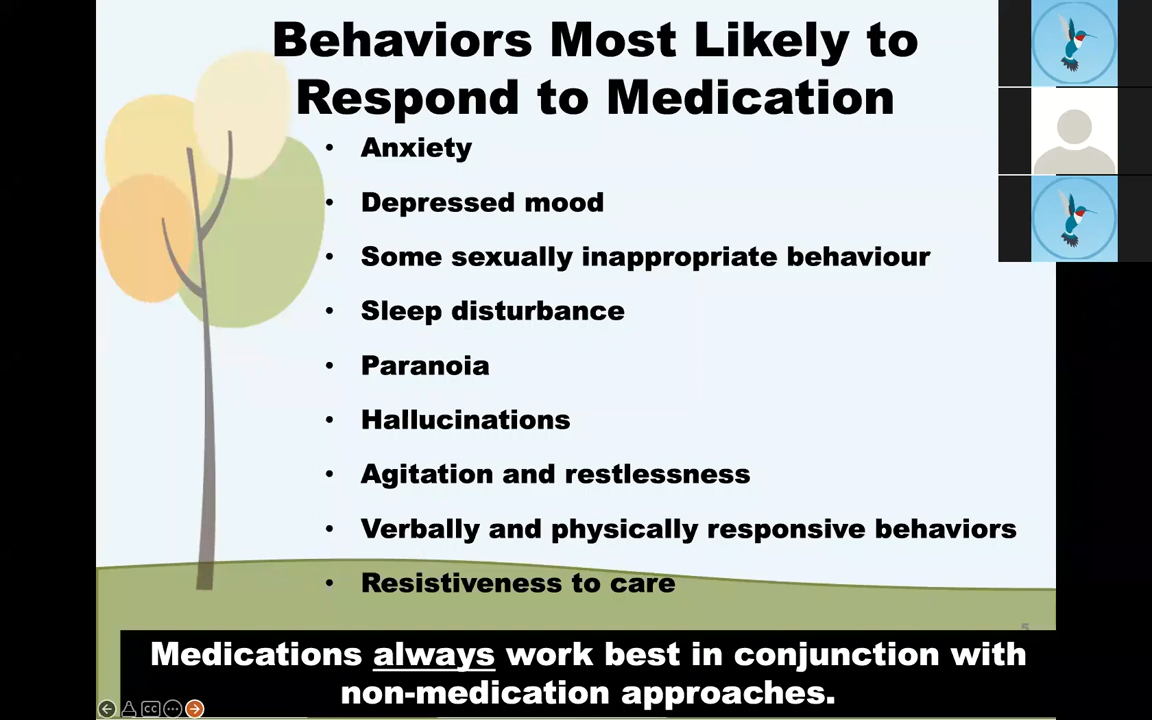 Behaviors Most Likely to
Respond to Medication
• Anxiety
• Depressed mood
• Some sexually inappropriate behaviour
• Sleep disturbance
• Paranoia
• Hallucinations
• Agitation and restlessness
• Verbally and physically responsive behaviors
• Resistiveness to care
5
Medications always work best in conjunction with
non-medication approaches.
CC